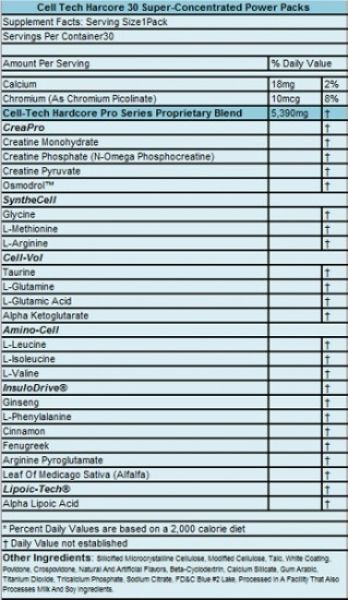 Cell Tech Harcore 30 Super-Concentrated Power Packs
Supplement Facts: Serving Size1Pack
Servings Per Container30
Amount Per Serving % Daily Value
Calcium 18mg 2%
Chromium (As Chromium Picolinate) 10mcg 8%
Cell-Tech Hardcore Pro Series Proprietary Blend 5,390mg †
CreaPro
Creatine Monohydrate †
Creatine Phosphate (N-Omega Phosphocreatine) †
Creatine Pyruvate †
Osmodrol™ †
SyntheCell
Glycine †
L-Methionine †
L-Arginine †
Cell-Vol
Taurine †
L-Glutamine †
L-Glutamic Acid †
Alpha Ketoglutarate †
Amino-Cell
L-Leucine †
L-Isoleucine †
L-Valine †
InsuloDrive®
Ginseng †
L-Phenylalanine †
Cinnamon †
Fenugreek †
Arginine Pyroglutamate †
Leaf Of Medicago Sativa (Alfalfa) †
Lipoic-Tech® †
Alpha Lipoic Acid †
* Percent Daily Values are based on a 2,000 calorie diet
† Daily Value not established
Other Ingredients: Silicified Microcrystalline Cellulose, Modified Cellulose, Talc, White Coating,
Povidone, Crospovidone, Natural And Artificial Flavors, Beta-Cyclodextrin, Calcium Silicate, Gum Arabic,
Titanium Dioxide, Tricalcium Phosphate, Sodium Citrate, FD&C Blue #2 Lake, Processed In A Facility That Also
Processes Milk And Soy Ingredients.